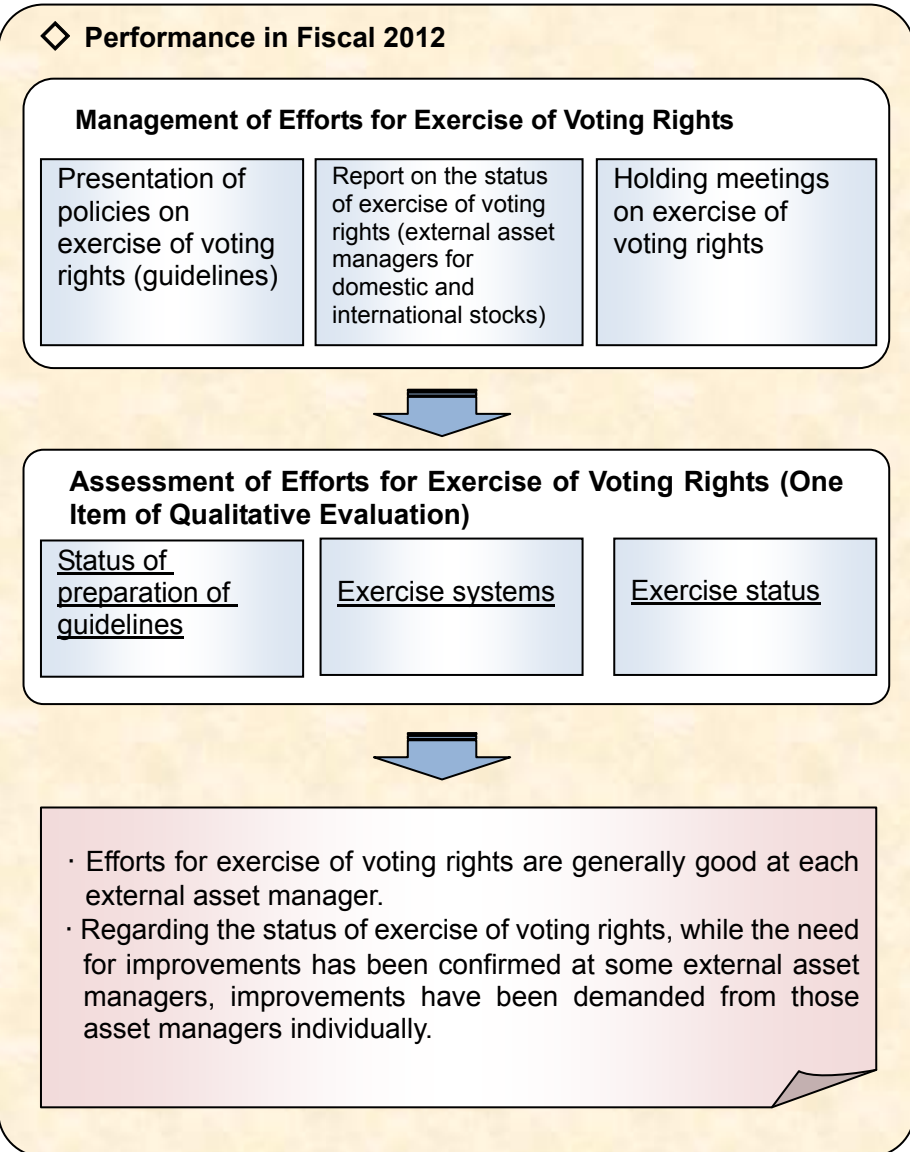 ◇ Performance in Fiscal 2012
Management of Efforts for Exercise of Voting Rights
Presentation of
policies on
exercise of voting
rights (guidelines)
Report on the status
of exercise of voting
rights (external asset
managers for
domestic and
international stocks)
Holding meetings
on exercise of
voting rights
Assessment of Efforts for Exercise of Voting Rights (One
Item of Qualitative Evaluation)
Status of
preparation of
guidelines
Exercise systems
Exercise status
· Efforts for exercise of voting rights are generally good at each
external asset manager.
· Regarding the status of exercise of voting rights, while the need
for improvements has been confirmed at some external asset
managers, improvements have been demanded from those
asset managers individually.